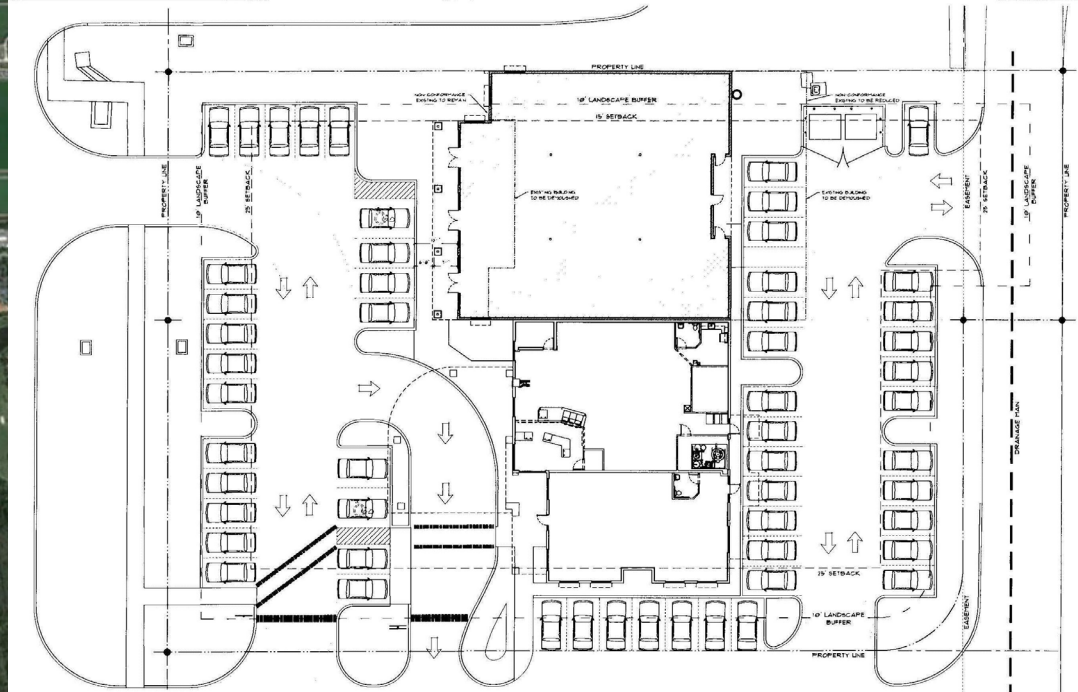 PROPERTY LINE
NON CONFORMANCE
EXISTING TO REMAIN
10' LANDSCAPE BUFFER
15' SETBACK
NON CONFORMANCE
EXISTING TO BE REDUCED
PROPERTY LINE
10' LANDSCAPE
BUFFER
25' SETBACK
EXISTING BUILDING
TO BE DEMOLISHED
EXISTING BUILDING
TO BE DEMOLISHED
EASEMENT
25' SETBACK
10' LANDSCAPE
BUFFER
PROPERTY LINE
DRAINAGE MAN
15' SETBACK
10' LANDSCAPE
BUFFER
EASEMENT
PROPERTY LINE